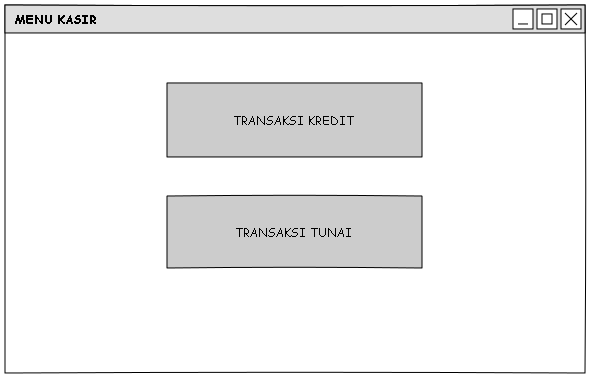 MENU KASIR
TRANSAKSI KREDIT
TRANSAKSI TUNAI